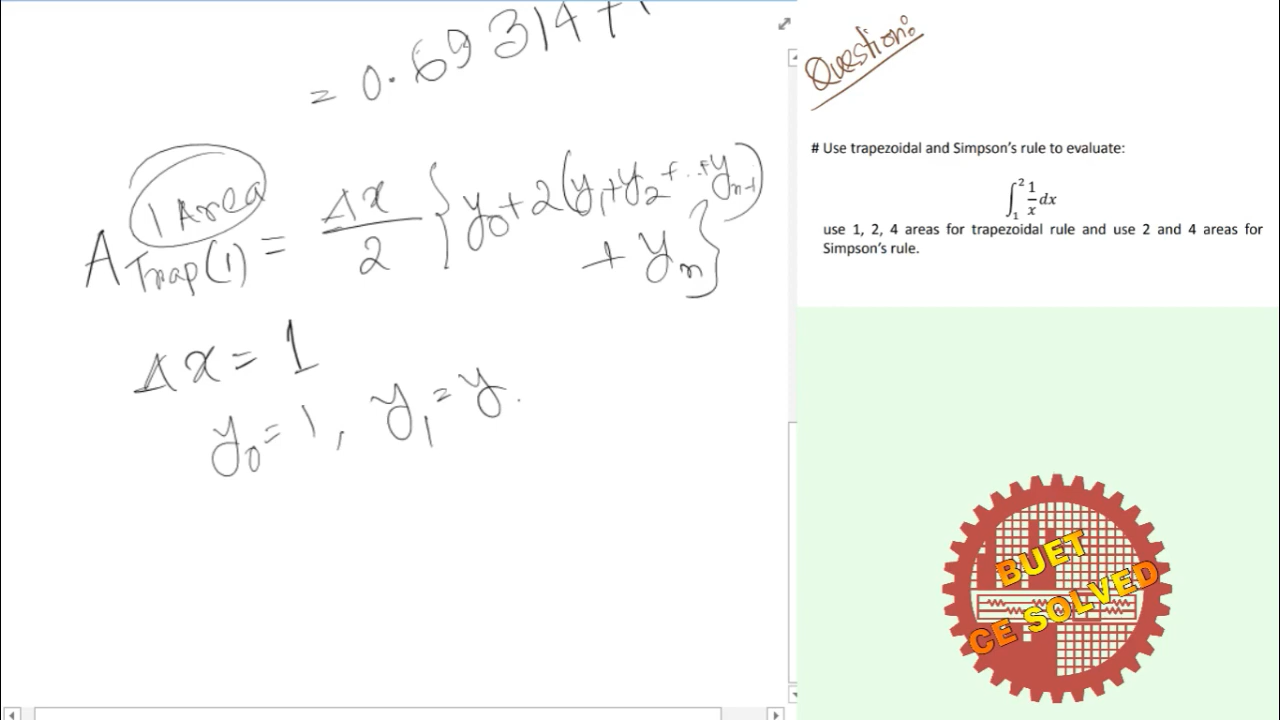 = 0.69314
A Trap(1) 1 Area = Δx/2 {y₀+2(y₁+y₂+..+yₙ₋₁)
+ yₙ}
Δx = 1
y₀=1, y₁=y.
Question:
# Use trapezoidal and Simpson's rule to evaluate:
∫₁² 1/x dx
use 1, 2, 4 areas for trapezoidal rule and use 2 and 4 areas for
Simpson's rule.
BUET
CE SOLVED